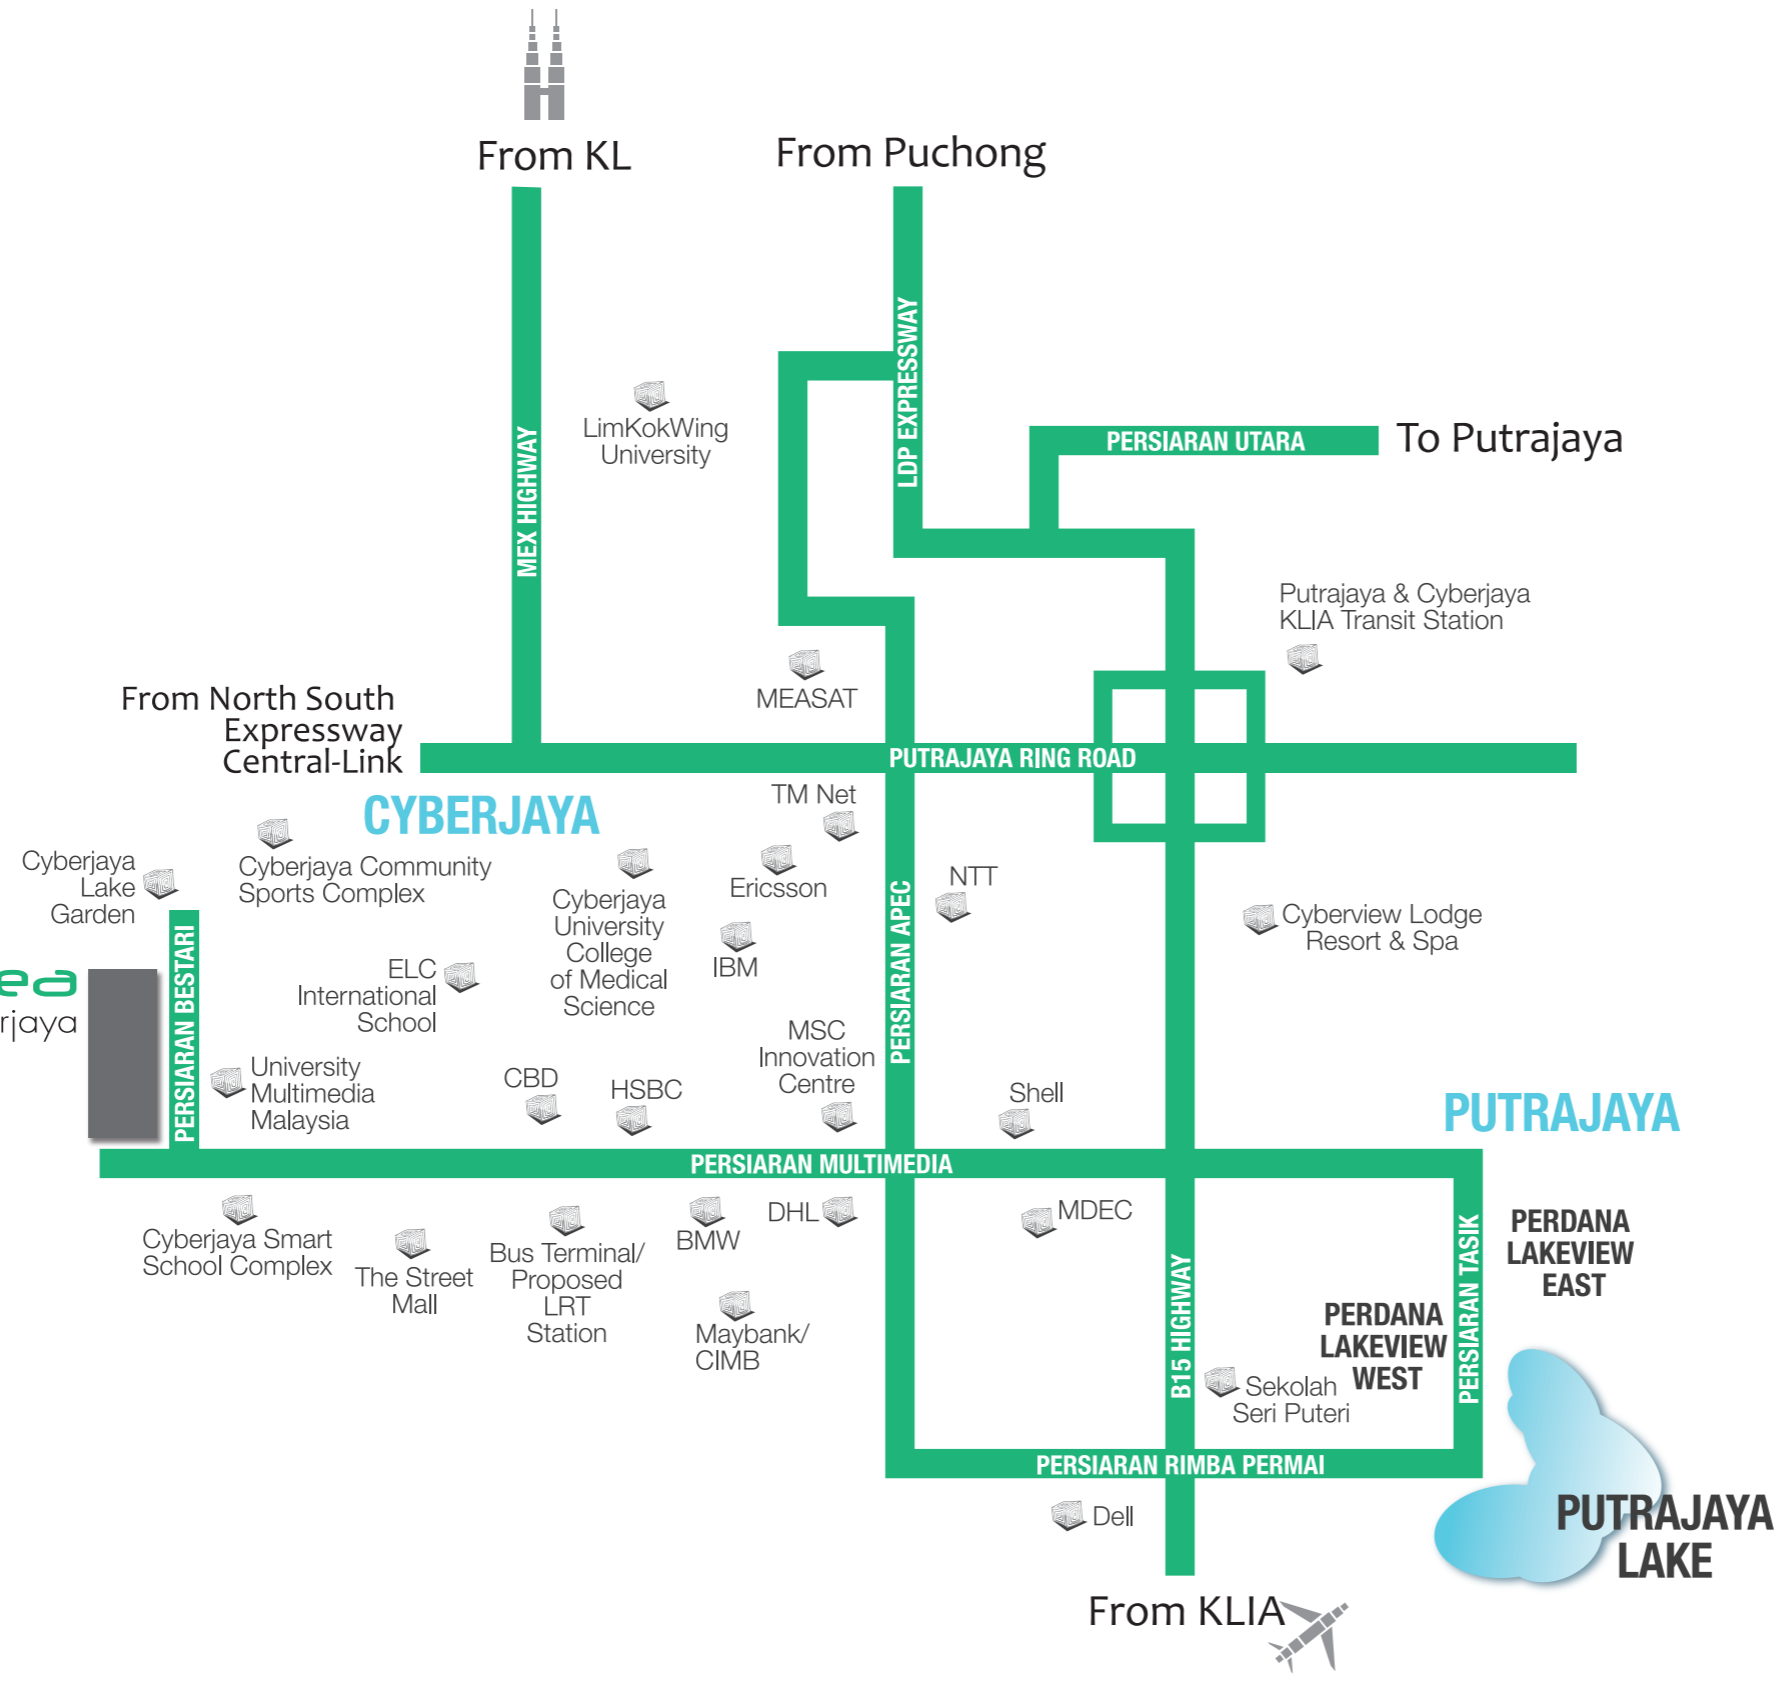 From KL
From Puchong
MEX HIGHWAY
LDP EXPRESSWAY
LimKokWing
University
PERSIARAN UTARA
To Putrajaya
Putrajaya & Cyberjaya
KLIA Transit Station
MEASAT
From North South
Expressway
Central-Link
PUTRAJAYA RING ROAD
CYBERJAYA
TM Net
Cyberjaya
Lake
Garden
Cyberjaya Community
Sports Complex
Cyberjaya
University
College
of Medical
Science
Ericsson
IBM
PERSIARAN APEC
NTT
Cyberview Lodge
Resort & Spa
PERSIARAN BESTARI
ELC
International
School
University
Multimedia
Malaysia
CBD
HSBC
MSC
Innovation
Centre
Shell
PUTRAJAYA
PERSIARAN MULTIMEDIA
Cyberjaya Smart
School Complex
The Street
Mall
Bus Terminal/
Proposed
LRT
Station
BMW
DHL
Maybank/
CIMB
MDEC
B15 HIGHWAY
PERSIARAN TASIK
PERDANA
LAKEVIEW
EAST
PERDANA
LAKEVIEW
WEST
Sekolah
Seri Puteri
PERSIARAN RIMBA PERMAI
Dell
PUTRAJAYA
LAKE
From KLIA